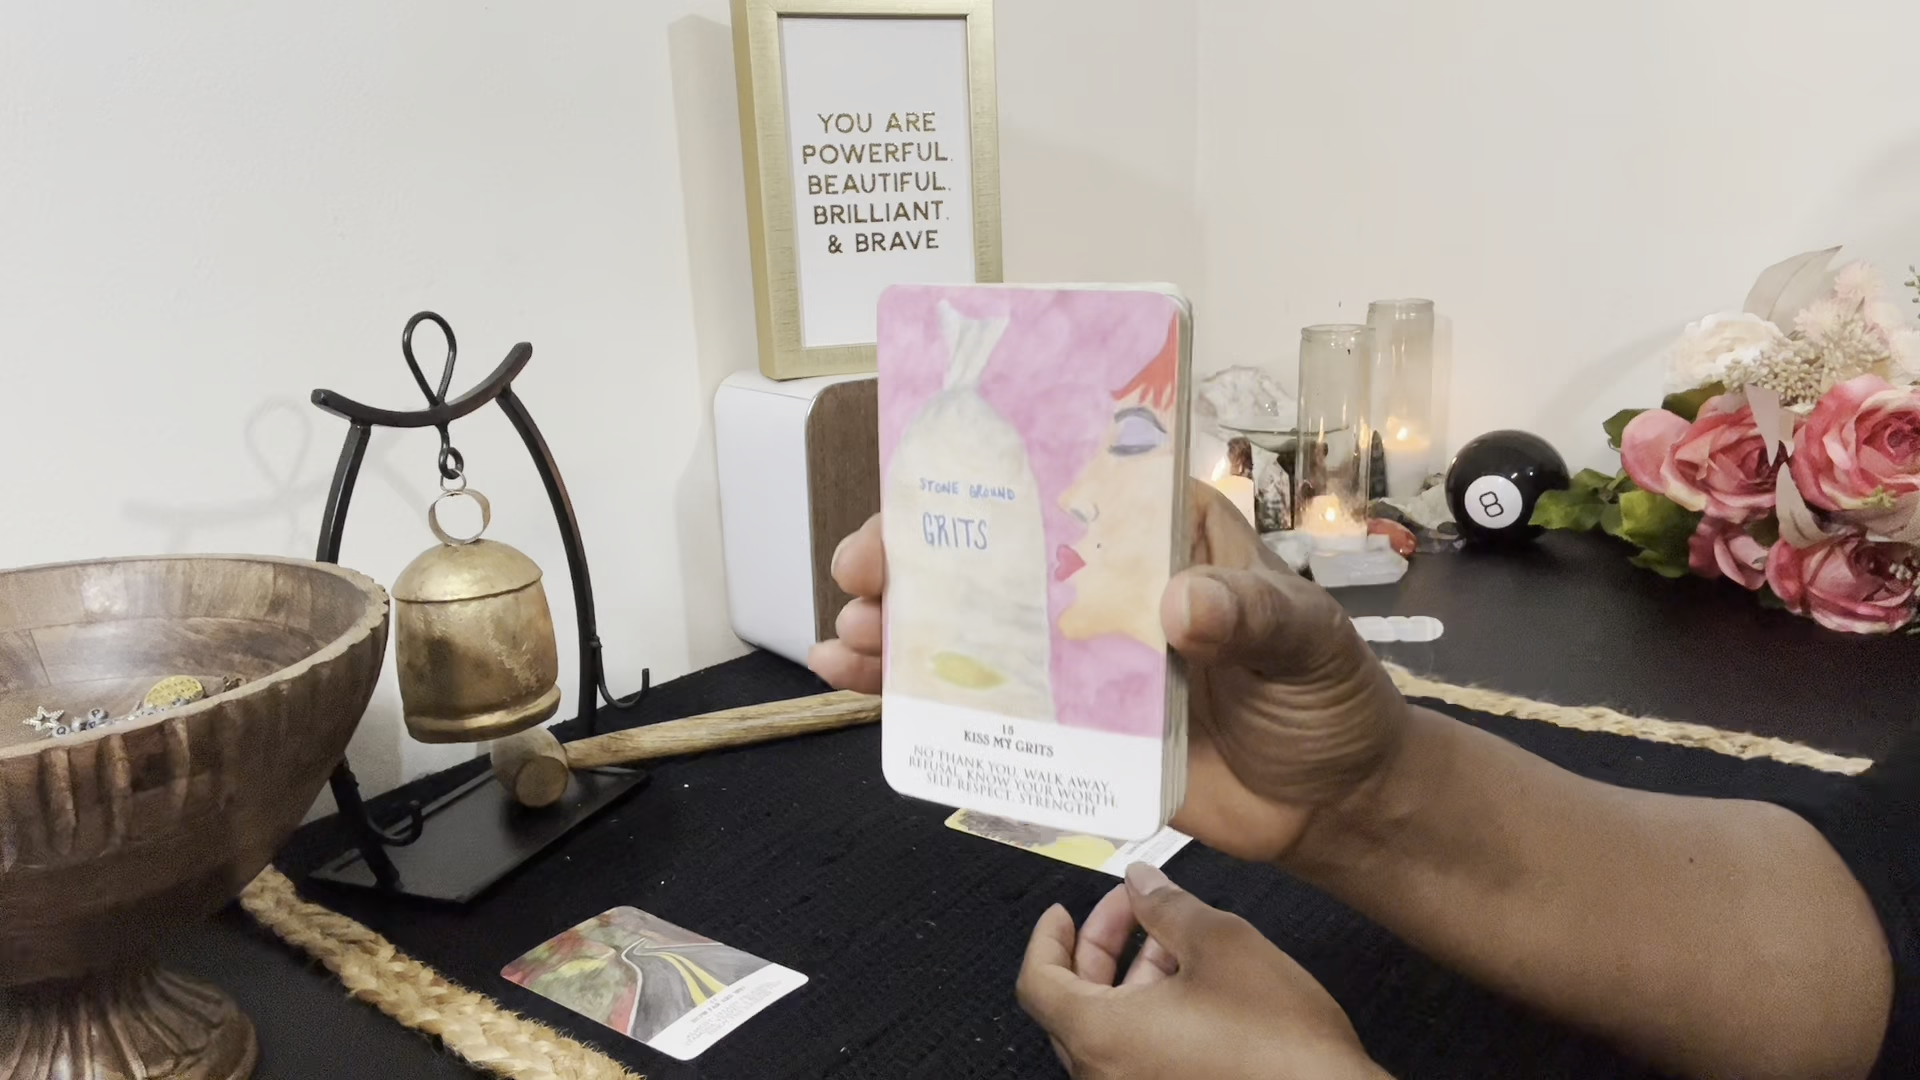 YOU ARE
POWERFUL.
BEAUTIFUL.
BRILLIANT.
& BRAVE
STONE GROUND
GRITS
15
KISS MY GRITS
NO THANK YOU, WALK AWAY,
REFUSAL, KNOW YOUR WORTH,
SELF-RESPECT, STRENGTH
8